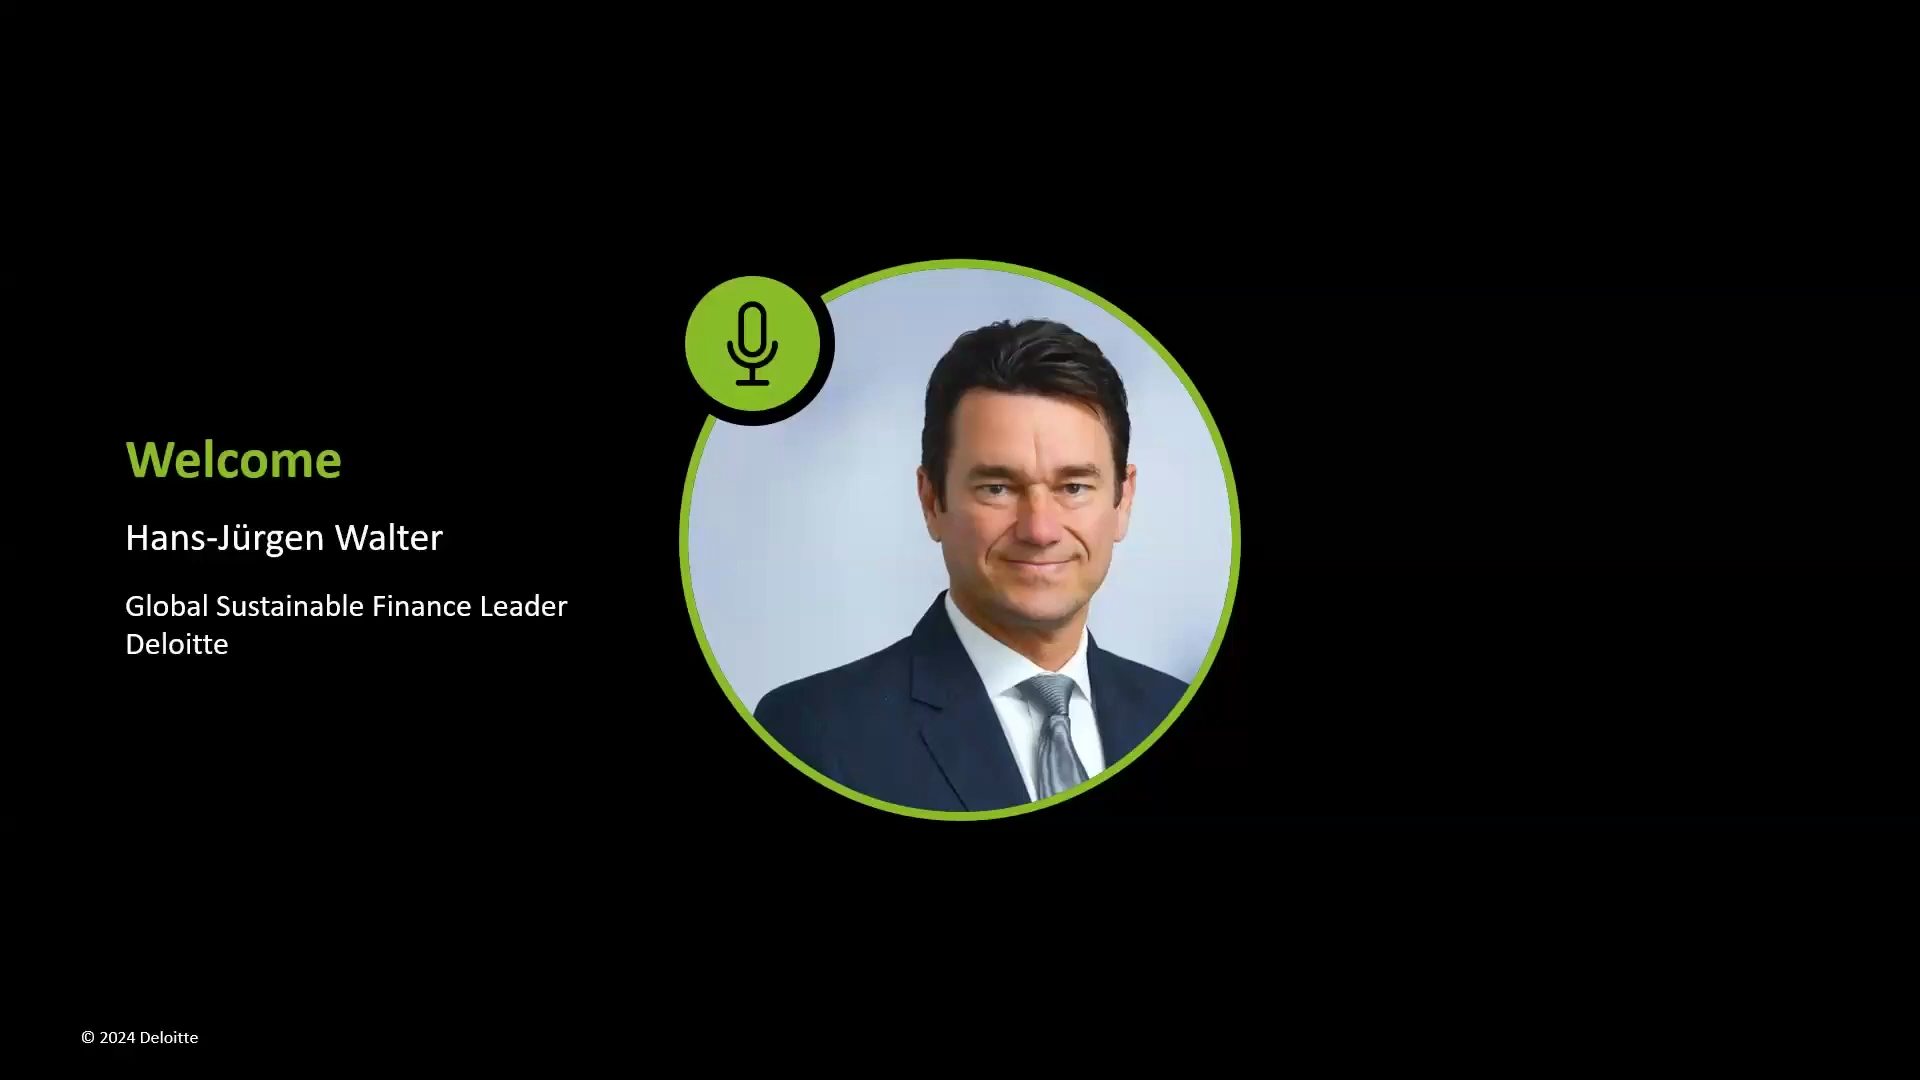 Welcome
Hans-Jürgen Walter
Global Sustainable Finance Leader
Deloitte
© 2024 Deloitte